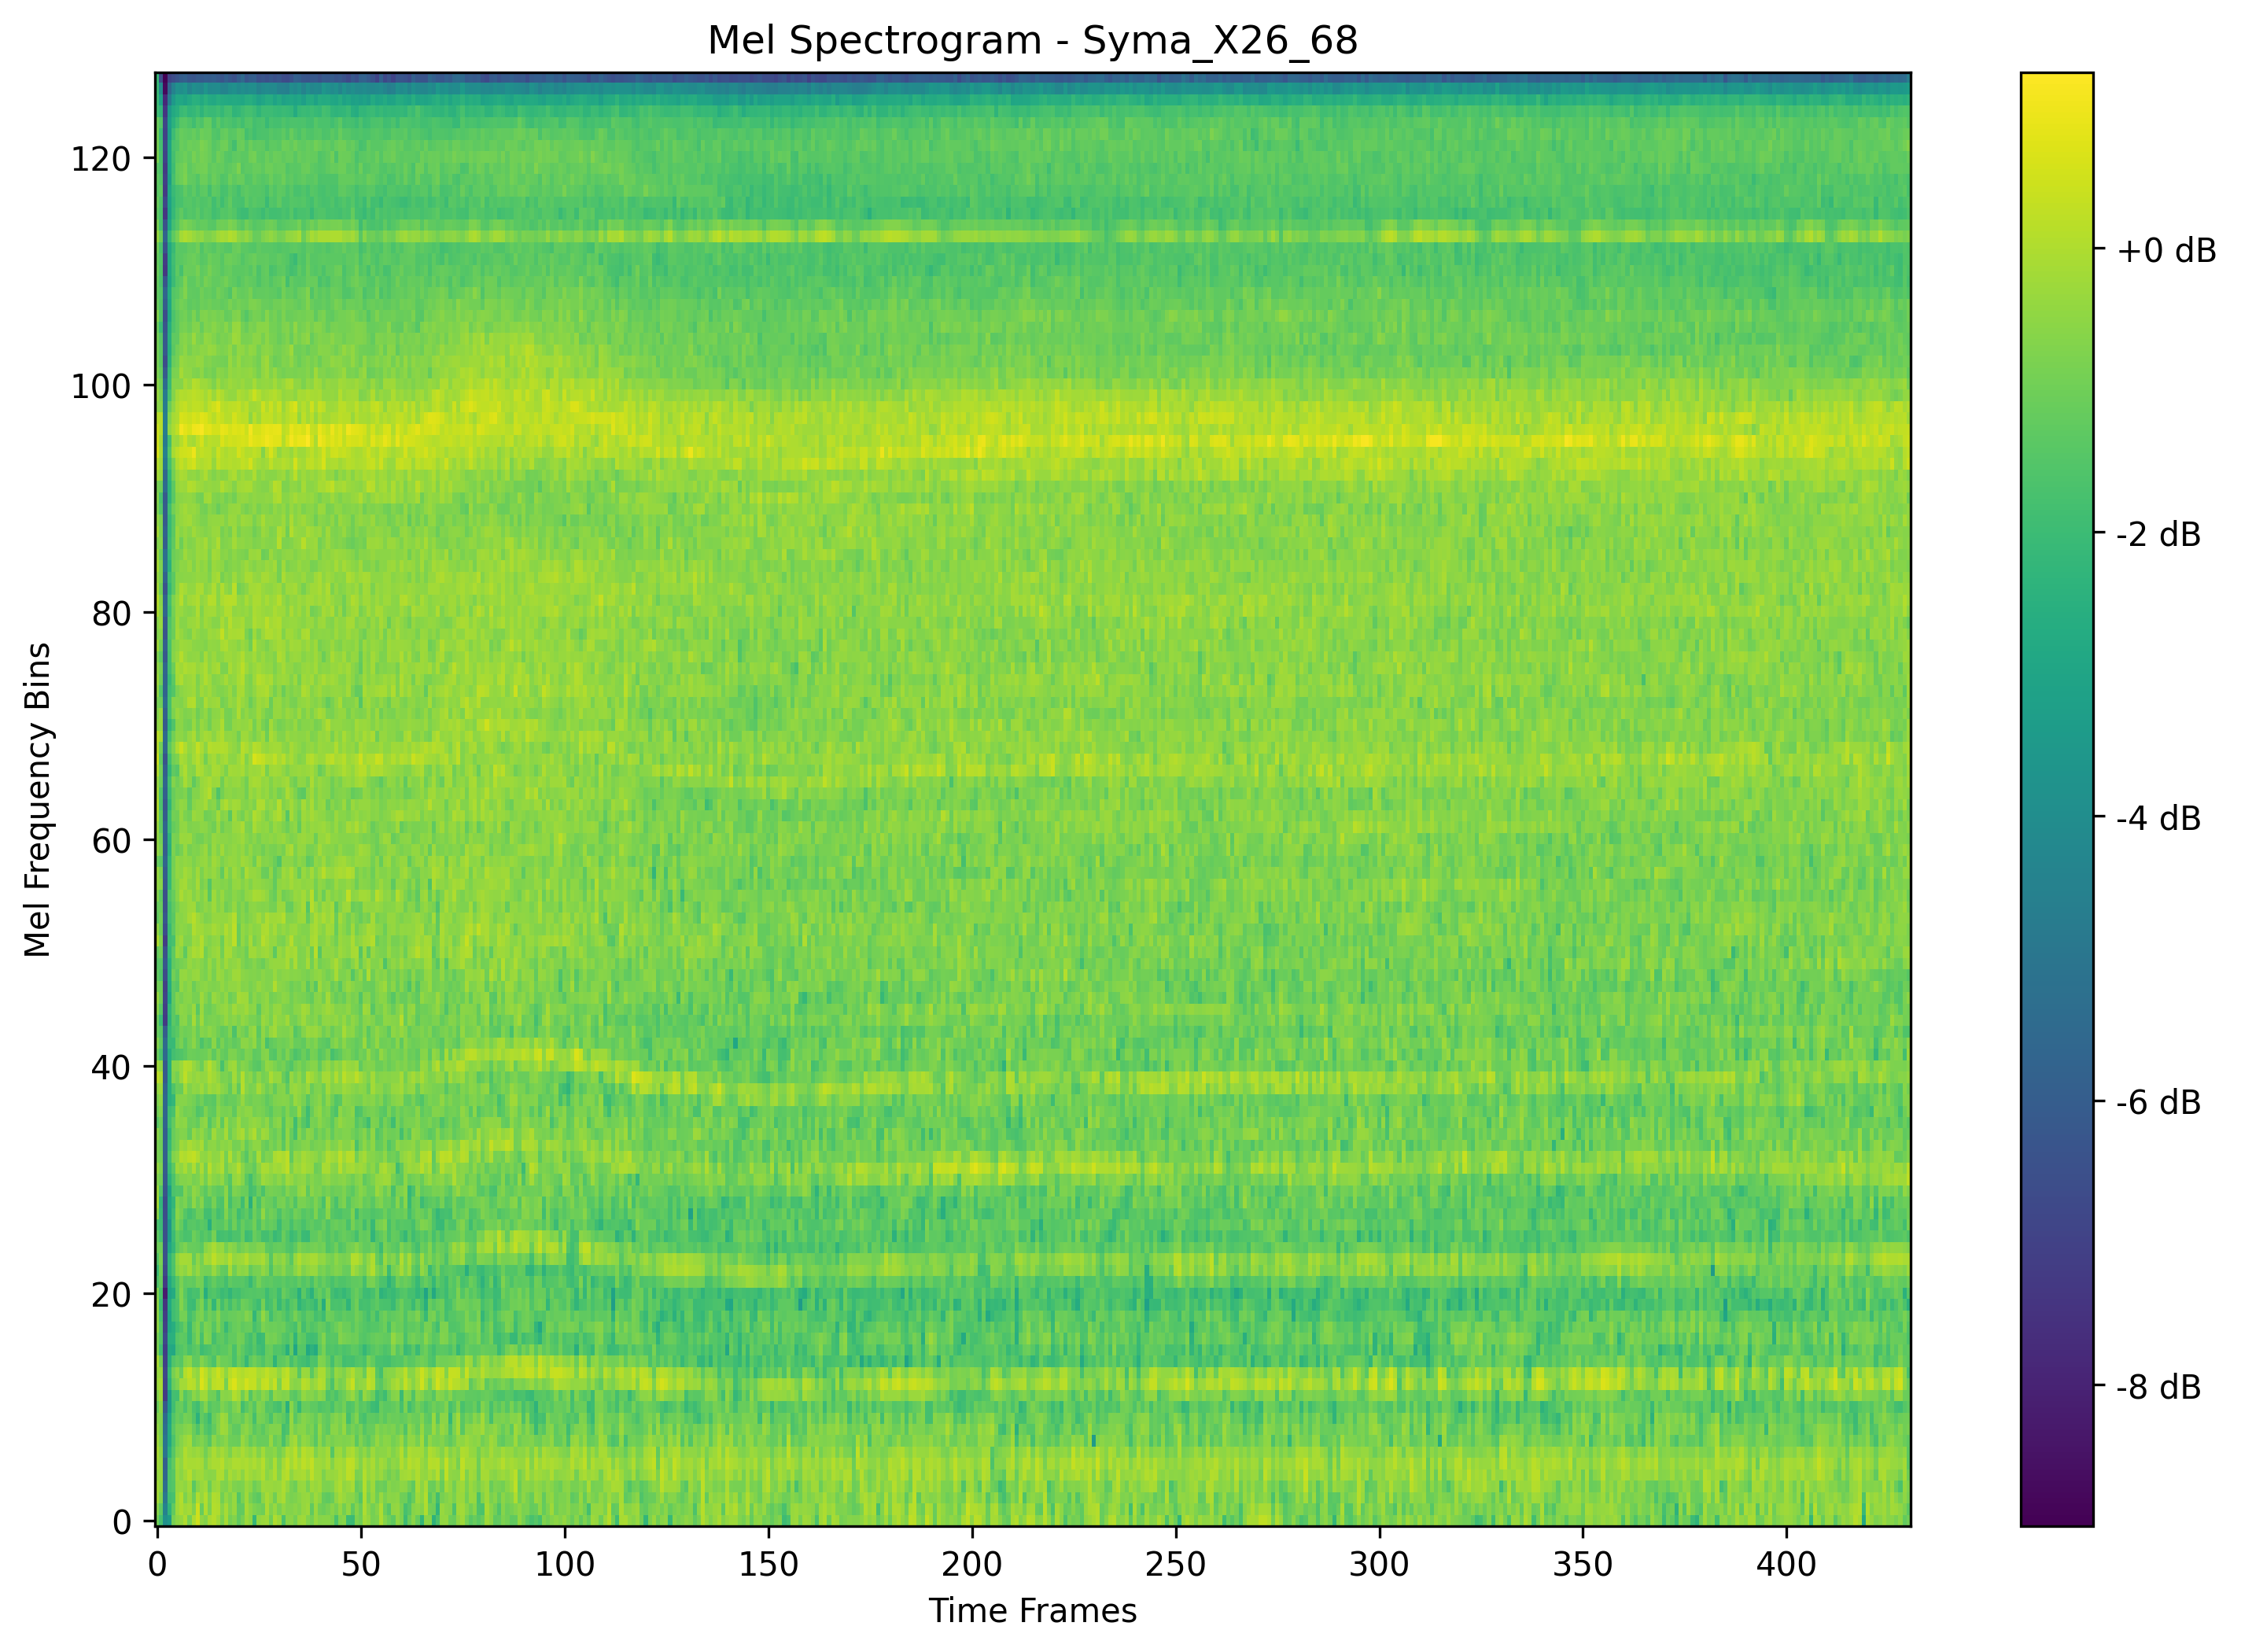 Mel Spectrogram - Syma_X26_68
120
100
80
60
40
20
0
Mel Frequency Bins
0 50 100 150 200 250 300 350 400
Time Frames
+0 dB
-2 dB
-4 dB
-6 dB
-8 dB